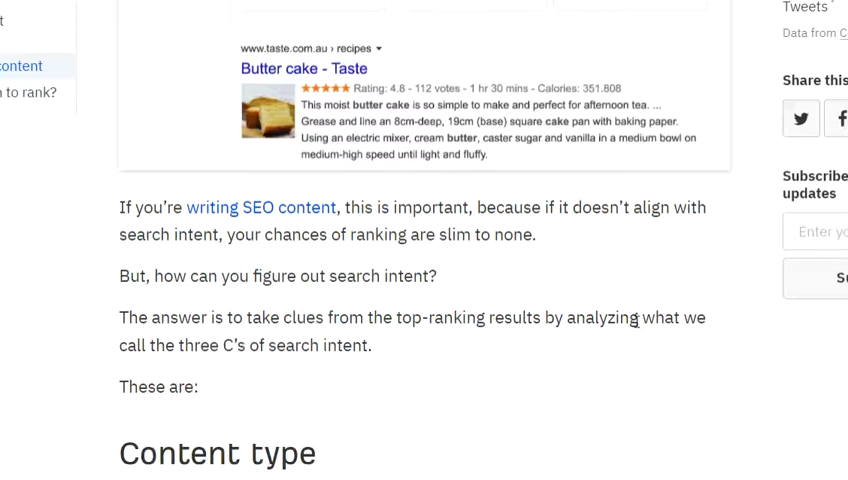 t
content
n to rank?
www.taste.com.au › recipes
Butter cake - Taste
Rating: 4.8 - 112 votes - 1 hr 30 mins - Calories: 351.808
This moist butter cake is so simple to make and perfect for afternoon tea. ...
Grease and line an 8cm-deep, 19cm (base) square cake pan with baking paper.
Using an electric mixer, cream butter, caster sugar and vanilla in a medium bowl on
medium-high speed until light and fluffy.
If you’re writing SEO content, this is important, because if it doesn’t align with
search intent, your chances of ranking are slim to none.
But, how can you figure out search intent?
The answer is to take clues from the top-ranking results by analyzing what we
call the three C’s of search intent.
These are:
Content type
Tweets
Data from C
Share this
Subscribe
updates
Enter yo
Su